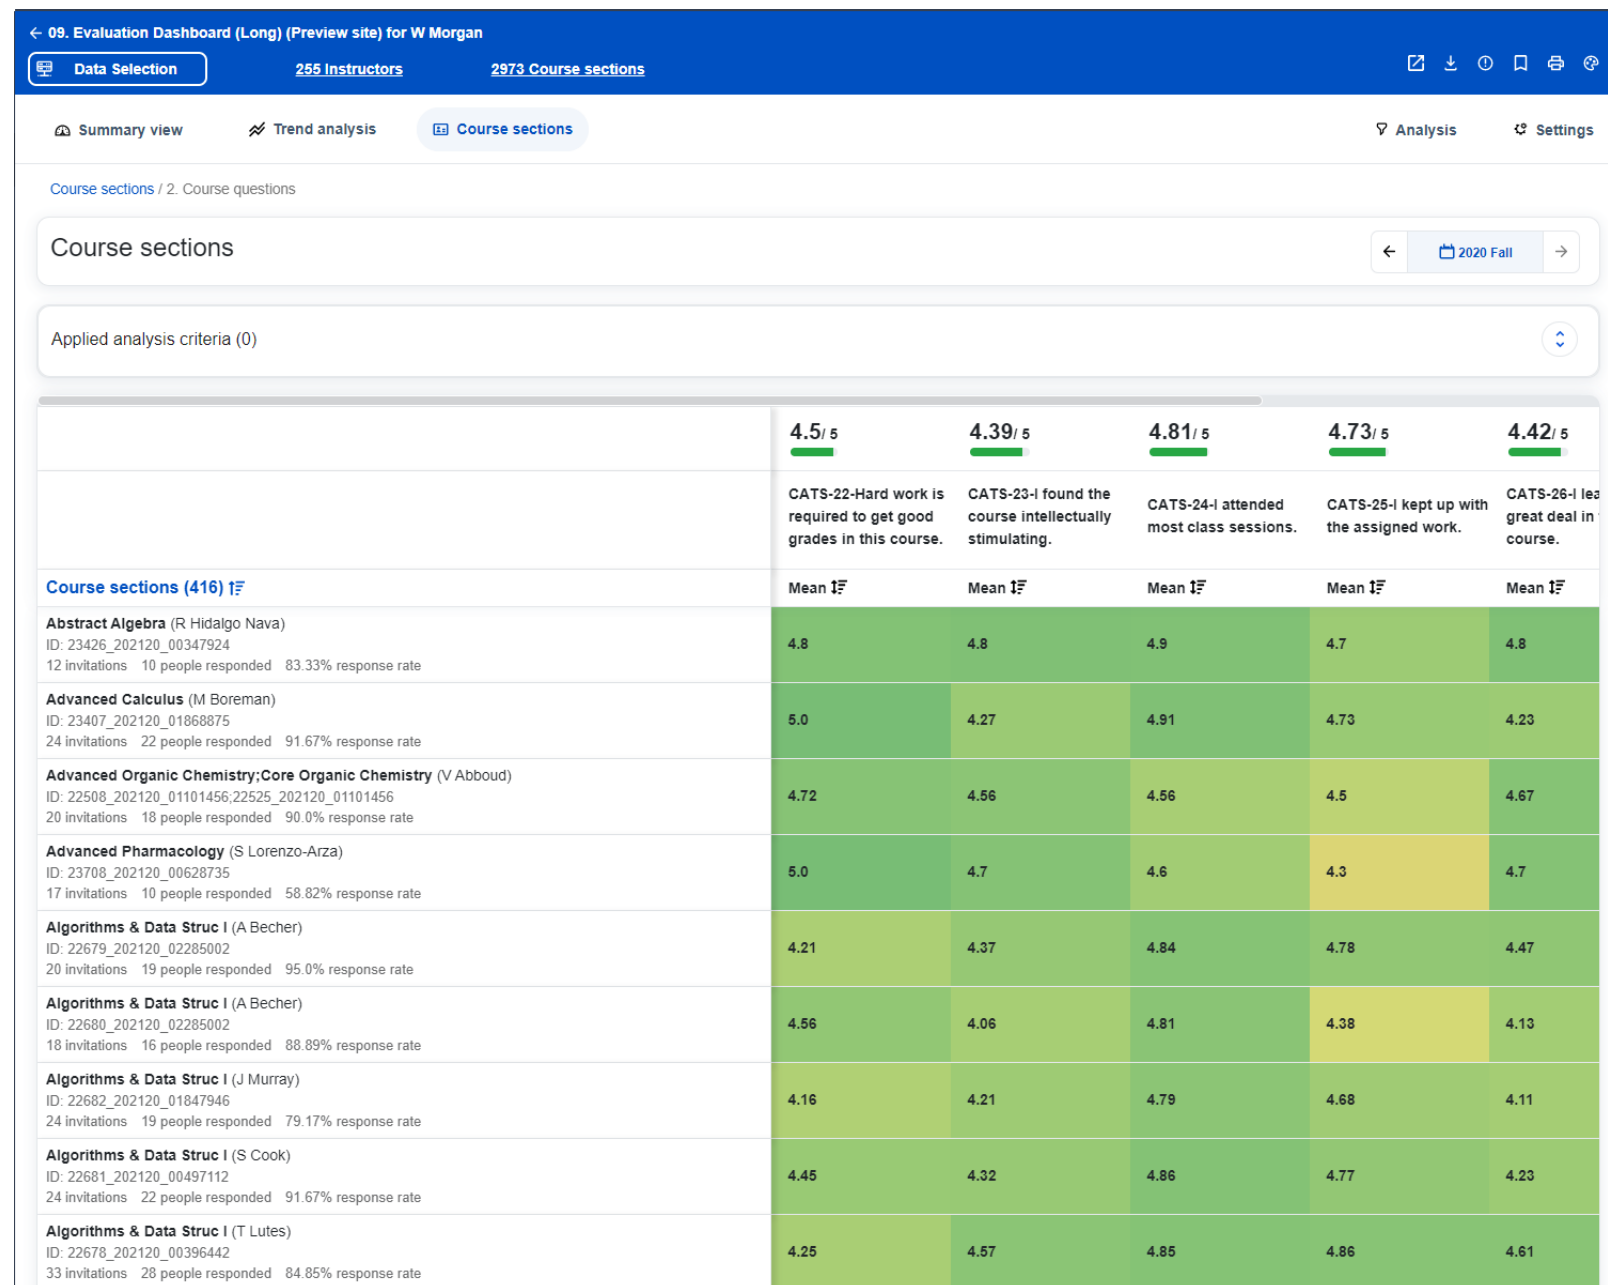 09. Evaluation Dashboard (Long) (Preview site) for W Morgan
Data Selection 255 Instructors 2973 Course sections
Summary view Trend analysis Course sections Analysis Settings
Course sections / 2. Course questions
Course sections 2020 Fall
Applied analysis criteria (0)
4.5/ 5 4.39/ 5 4.81/ 5 4.73/ 5 4.42/ 5
CATS-22-Hard work is required to get good grades in this course.
CATS-23-I found the course intellectually stimulating.
CATS-24-I attended most class sessions.
CATS-25-I kept up with the assigned work.
CATS-26-I lea
great deal in
course.
Course sections (416) Mean Mean Mean Mean Mean
Abstract Algebra (R Hidalgo Nava)
ID: 23426_202120_00347924
12 invitations 10 people responded 83.33% response rate
4.8 4.8 4.9 4.7 4.8
Advanced Calculus (M Boreman)
ID: 23407_202120_01868875
24 invitations 22 people responded 91.67% response rate
5.0 4.27 4.91 4.73 4.23
Advanced Organic Chemistry;Core Organic Chemistry (V Abboud)
ID: 22508_202120_01101456;22525_202120_01101456
20 invitations 18 people responded 90.0% response rate
4.72 4.56 4.56 4.5 4.67
Advanced Pharmacology (S Lorenzo-Arza)
ID: 23708_202120_00628735
17 invitations 10 people responded 58.82% response rate
5.0 4.7 4.6 4.3 4.7
Algorithms & Data Struc I (A Becher)
ID: 22679_202120_02285002
20 invitations 19 people responded 95.0% response rate
4.21 4.37 4.84 4.78 4.47
Algorithms & Data Struc I (A Becher)
ID: 22680_202120_02285002
18 invitations 16 people responded 88.89% response rate
4.56 4.06 4.81 4.38 4.13
Algorithms & Data Struc I (J Murray)
ID: 22682_202120_01847946
24 invitations 19 people responded 79.17% response rate
4.16 4.21 4.79 4.68 4.11
Algorithms & Data Struc I (S Cook)
ID: 22681_202120_00497112
24 invitations 22 people responded 91.67% response rate
4.45 4.32 4.86 4.77 4.23
Algorithms & Data Struc I (T Lutes)
ID: 22678_202120_00396442
33 invitations 28 people responded 84.85% response rate
4.25 4.57 4.85 4.86 4.61